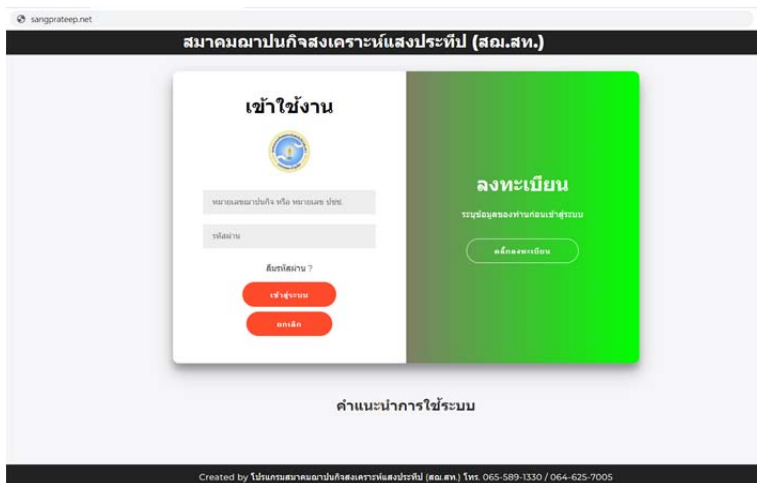 sangprateep.net
สมาคมฌาปนกิจสงเคราะห์แสงประทีป (สฌ.สท.)
เข้าใช้งาน
หมายเลขฌาปนกิจ หรือ หมายเลข ปชช.
รหัสผ่าน
ลืมรหัสผ่าน ?
เข้าสู่ระบบ
ยกเลิก
ลงทะเบียน
ระบุข้อมูลของท่านก่อนเข้าสู่ระบบ
คลิ๊กลงทะเบียน
คำแนะนำการใช้ระบบ
Created by โปรแกรมสมาคมฌาปนกิจสงเคราะห์แสงประทีป (สฌ.สท.) โทร. 065-589-1330 / 064-625-7005